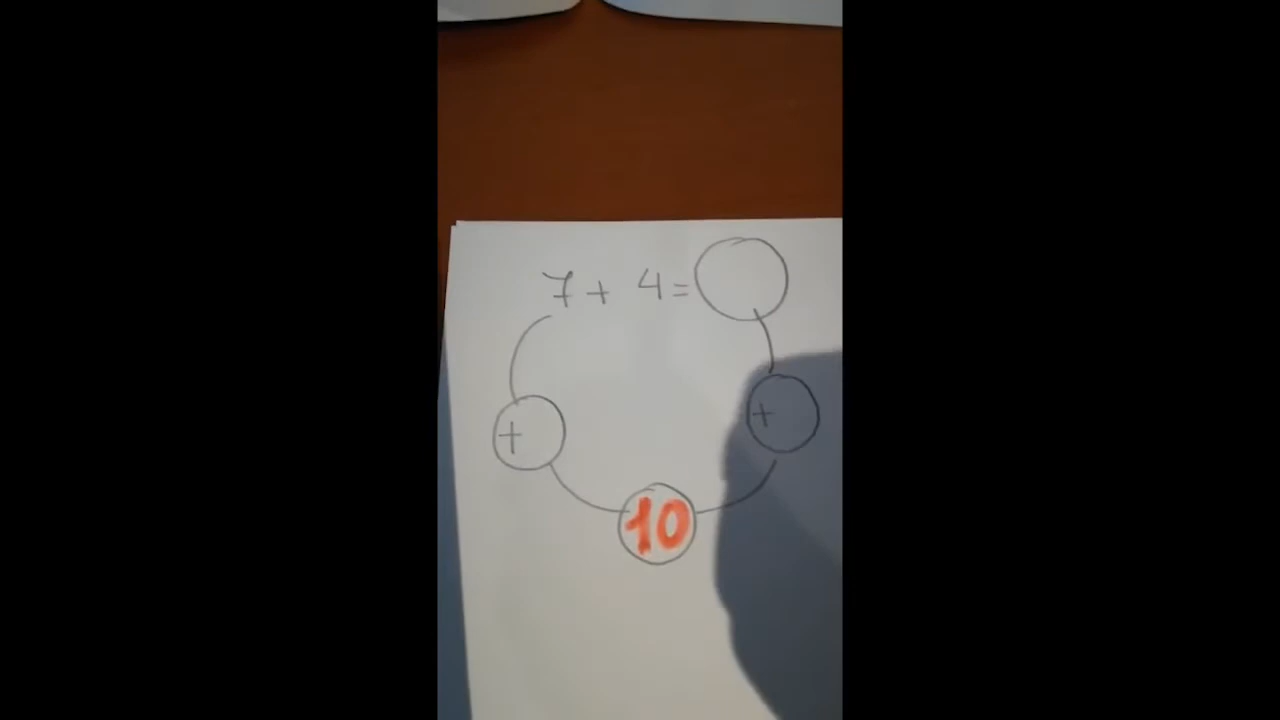 7 + 4 =
+ +
10